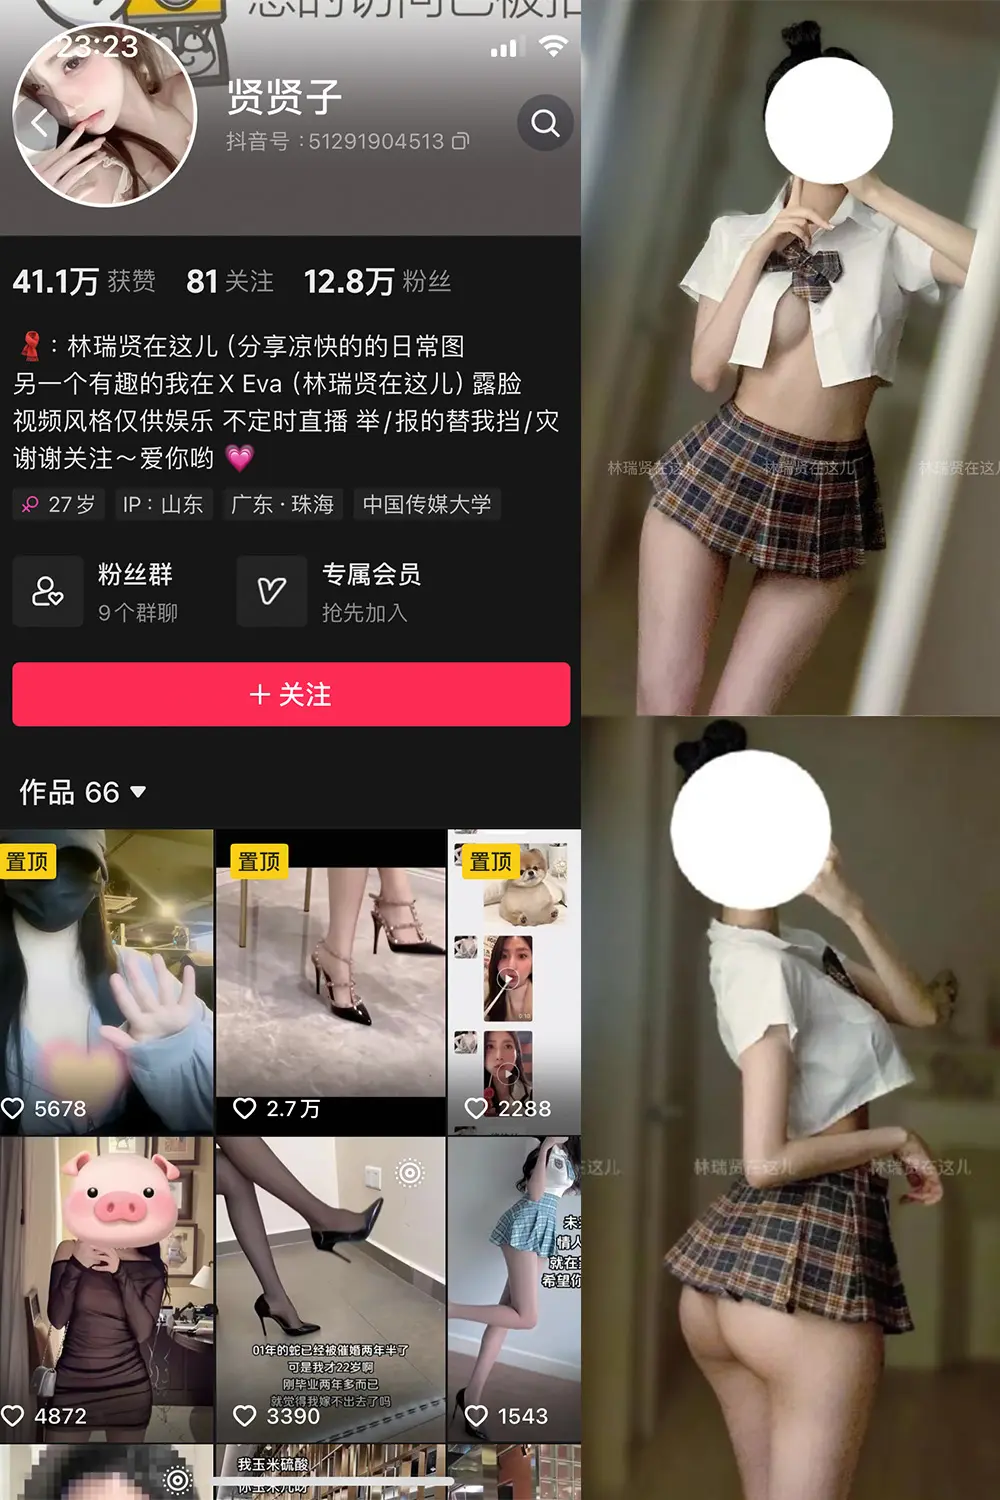 您的访问已被拒
23:23
贤贤子
抖音号：51291904513
41.1万 获赞 81 关注 12.8万 粉丝
：林瑞贤在这儿（分享凉快的的日常图
另一个有趣的我在X Eva（林瑞贤在这儿）露脸
视频风格仅供娱乐 不定时直播 举/报的替我挡/灾
谢谢关注～爱你哟
27岁 IP：山东 广东·珠海 中国传媒大学
粉丝群
9个群聊
专属会员
抢先加入
＋关注
作品 66
置顶
5678
置顶
2.7万
置顶
0:10
2288
4872
01年的蛇已经被催婚两年半了
可是我才22岁啊
刚毕业两年多而已
就觉得我嫁不出去了吗
3390
情人
就在
希望你
1543
我玉米硫酸
林瑞贤在这儿 林瑞贤在这儿 林瑞贤在这儿
在这儿 林瑞贤在这儿 林瑞贤在这儿